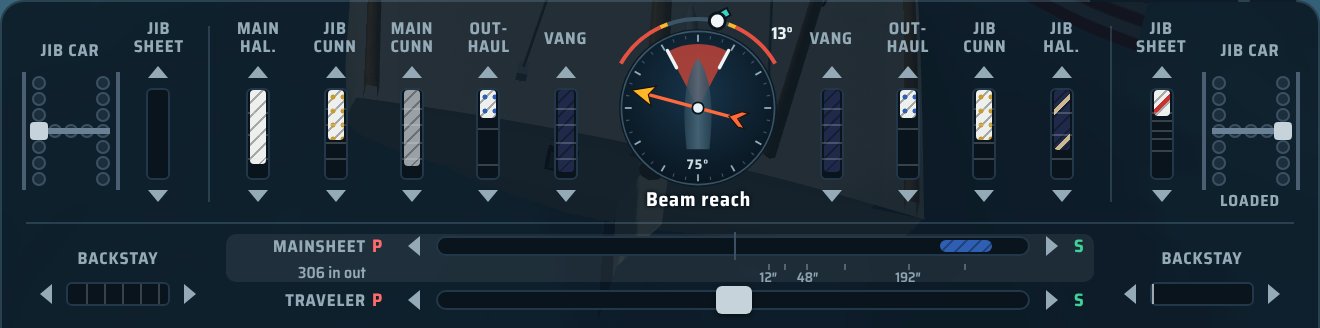 JIB CAR
JIB
SHEET
MAIN
HAL.
JIB
CUNN
MAIN
CUNN
OUT-
HAUL
VANG
13°
75°
Beam reach
VANG
OUT-
HAUL
JIB
CUNN
JIB
HAL.
JIB
SHEET
JIB CAR
LOADED
BACKSTAY
MAINSHEET P
S
306 in out
12" 48" 192"
TRAVELER P
S
BACKSTAY